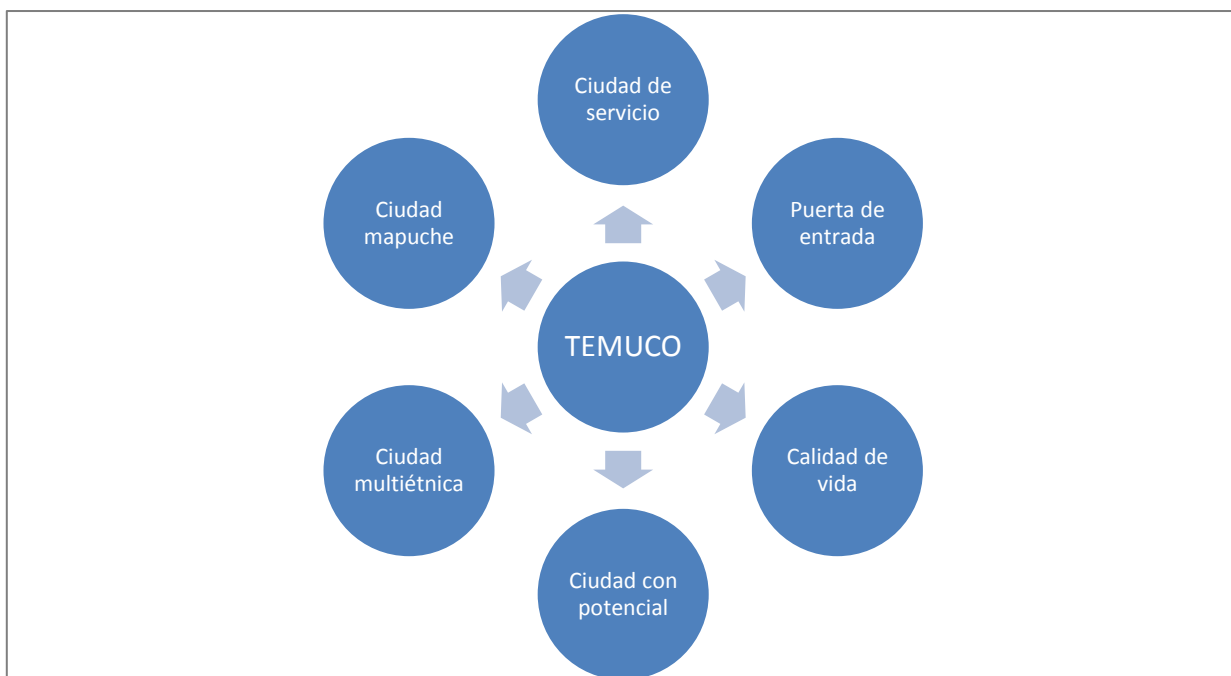 Ciudad de
servicio
Puerta de
entrada
Calidad de
vida
Ciudad con
potencial
Ciudad
multiétnica
Ciudad
mapuche
TEMUCO